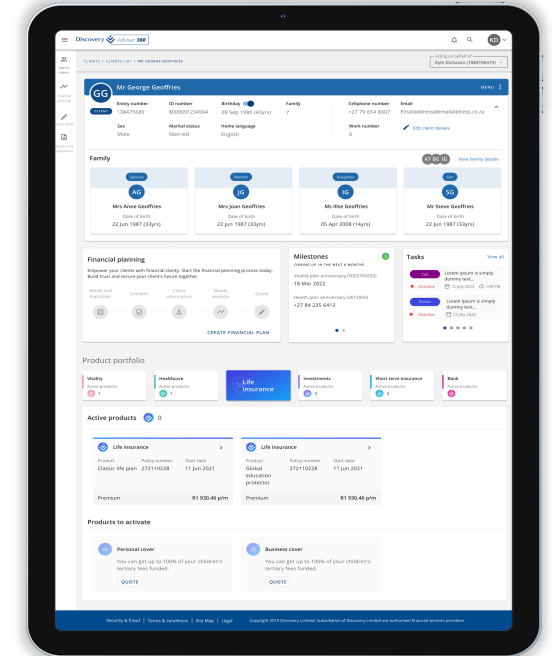 Discovery Adviser 360
KD
CLIENTS / CLIENTS LIST / MR GEORGE GEOFFRIES
Acting on behalf of
Kyle Dickason (1084196473)
Search clients
Financial planning
GG
CLIENT
Mr George Geoffries
MENU
Entity number
138475689
ID number
8009091234564
Birthday
09 Sep 1980 (43yrs)
Family
7
Cellphone number
+27 79 654 8907
Email
Emailaddress@emailaddress.co.za
Sex
Male
Marital status
Married
Home language
English
Work number
0
Edit client details
Family
AT BC IG
View family details
Spouse
AG
Mrs Anne Geoffries
Date of birth
22 Jun 1987 (33yrs)
Mother
JG
Mrs Joan Geoffries
Date of birth
22 Jun 1987 (33yrs)
Daughter
IG
Ms Illse Geoffries
Date of birth
05 Apr 2008 (14yrs)
Son
SG
Mr Steve Geoffries
Date of birth
22 Jun 1987 (33yrs)
Financial planning
Empower your clients with financial clarity. Start the financial planning process today.
Build trust and secure your client's future together.
Needs and mandates
Consent
Client information
Needs analysis
Quote
CREATE FINANCIAL PLAN
Milestones
COMING UP IN THE NEXT 6 MONTHS
Vitality plan anniversary (5002703832)
18 Mar 2022
Health plan anniversary
+27 84 235 6412
Tasks
View all
Call
Lorem ipsum is simply
dummy text...
Overdue
12 July 2023
1:35 PM
Action
Lorem ipsum is simply
dummy text...
Overdue
12 July 2023
Product portfolio
Vitality
Active products
1
Healthcare
Active products
1
Life
insurance
Investments
Active products
0
Short term insurance
Active products
0
Bank
Active products
Active products 0
Life insurance
Product
Classic life plan
Policy number
272110228
Start date
11 Jun 2021
Premium
R1 930.46 p/m
Life insurance
Product
Global
education
protector
Policy number
272110228
Start date
11 Jun 2021
Premium
R1 930.46 p/m
Products to activate
Personal cover
You can get up to 100% of your children's
tertiary fees funded.
QUOTE
Business cover
You can get up to 100% of your children's
tertiary fees funded.
QUOTE
Security & fraud | Terms & conditions | Site Map | Legal
Copyright 2019 Discovery Limited. Subsidiaries of Discovery Limited are authorised financial services providers